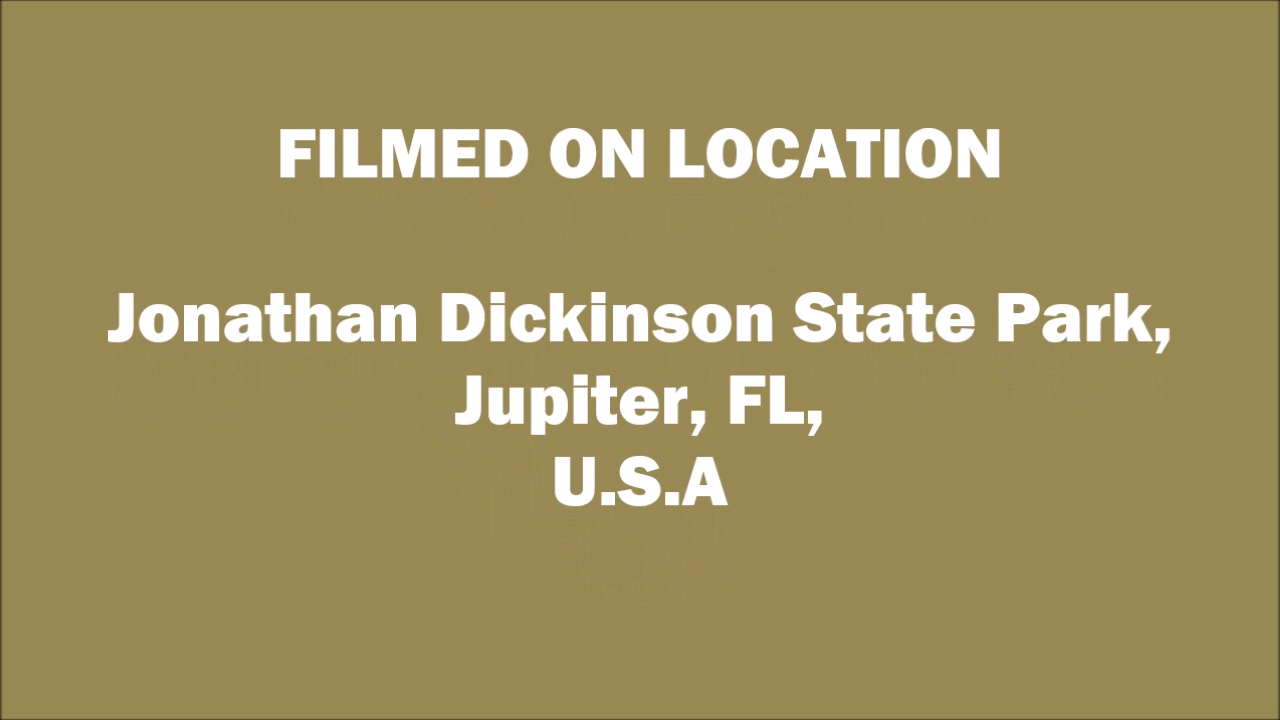 FILMED ON LOCATION
Jonathan Dickinson State Park,
Jupiter, FL,
U.S.A